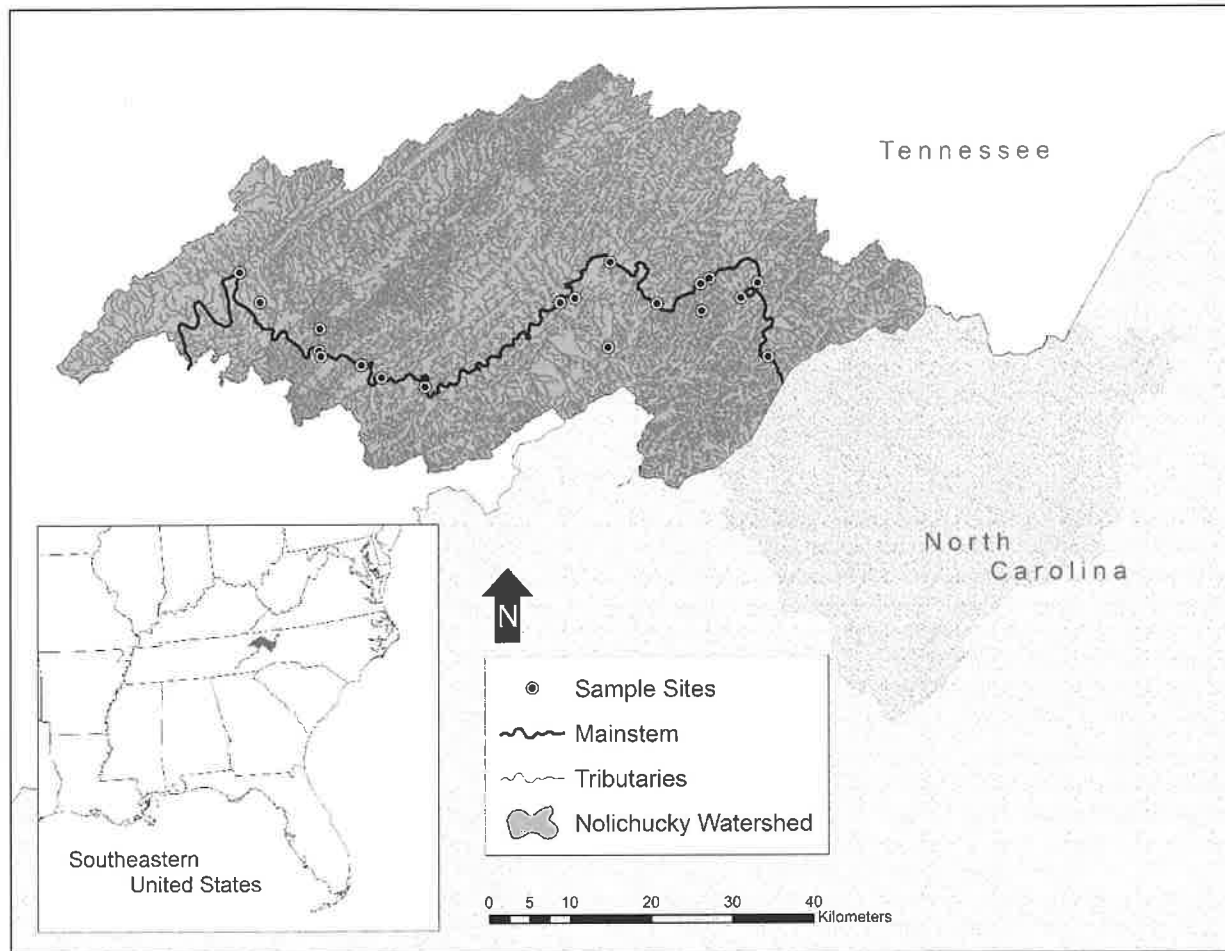 Tennessee
North
Carolina
N
Sample Sites
Mainstem
Tributaries
Nolichucky Watershed
Southeastern
United States
0 5 10 20 30 40
Kilometers